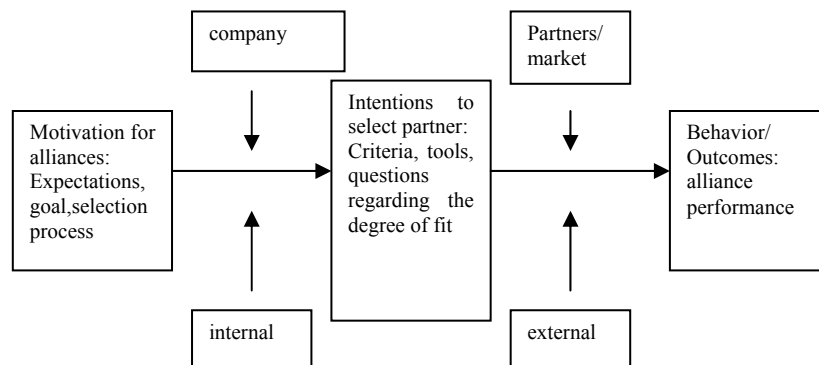 company
Partners/
market
Motivation for
alliances:
Expectations,
goal,selection
process
Intentions to
select partner:
Criteria, tools,
questions
regarding the
degree of fit
Behavior/
Outcomes:
alliance
performance
internal
external